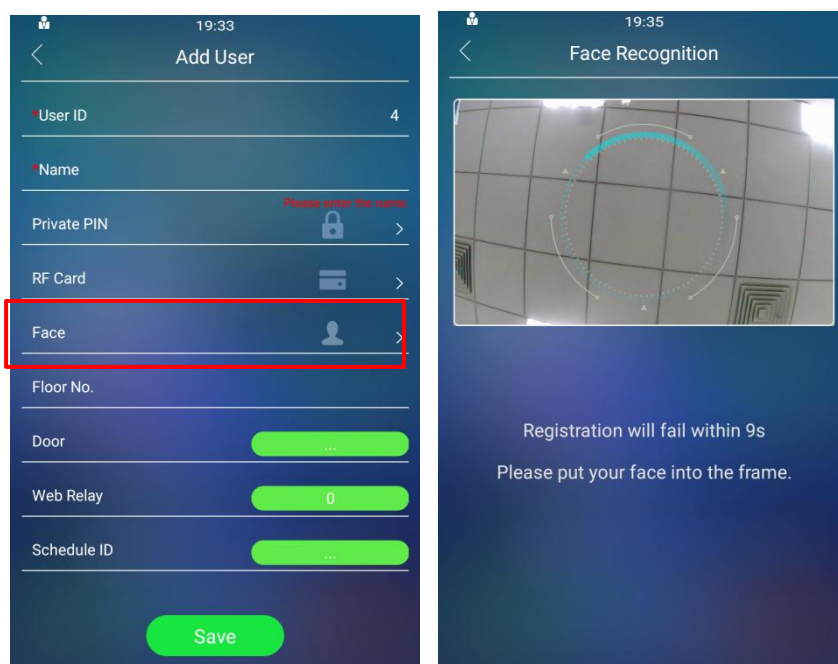 19:33
Add User
*User ID 4
*Name
Please enter the name
Private PIN
RF Card
Face
Floor No.
Door ...
Web Relay 0
Schedule ID ...
Save
19:35
Face Recognition
Registration will fail within 9s
Please put your face into the frame.